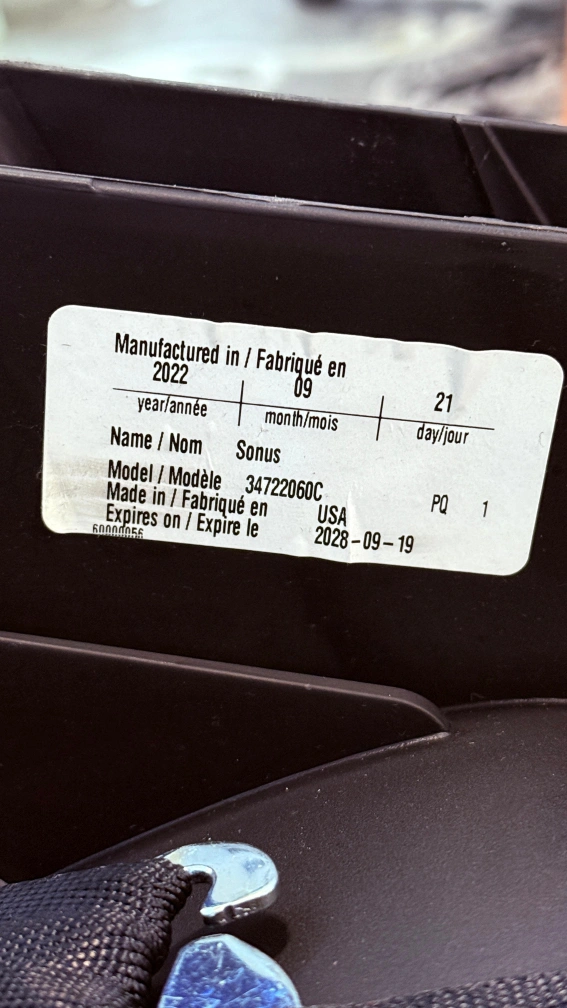 Manufactured in / Fabriqué en
2022 09 21
year/année month/mois day/jour
Name / Nom Sonus
Model / Modèle 34722060C PQ 1
Made in / Fabriqué en USA
Expires on / Expire le 2028-09-19
60000056